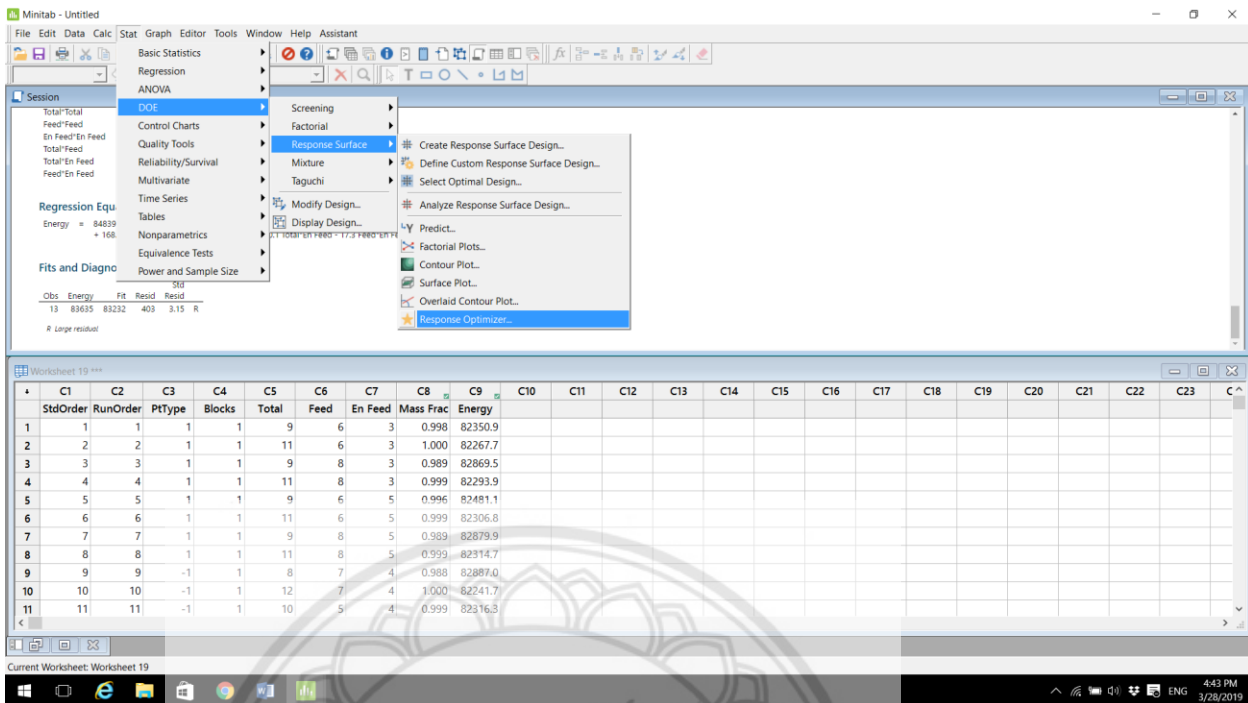 Minitab - Untitled
File Edit Data Calc Stat Graph Editor Tools Window Help Assistant
Basic Statistics
Regression
ANOVA
DOE
Control Charts
Quality Tools
Reliability/Survival
Multivariate
Time Series
Tables
Nonparametrics
Equivalence Tests
Power and Sample Size
Screening
Factorial
Response Surface
Mixture
Taguchi
Modify Design...
Display Design...
Create Response Surface Design...
Define Custom Response Surface Design...
Select Optimal Design...
Analyze Response Surface Design...
Predict...
Factorial Plots...
Contour Plot...
Surface Plot...
Overlaid Contour Plot...
Response Optimizer...
Session
Total*Total
Feed*Feed
En Feed*En Feed
Total*Feed
Total*En Feed
Feed*En Feed
Regression Equ
Energy = 84839
+ 168
Total*En Feed - 17.3 Feed*En Fe
Fits and Diagno
Std
Obs Energy Fit Resid Resid
13 83635 83232 403 3.15 R
R Large residual
Worksheet 19 ***
C1 C2 C3 C4 C5 C6 C7 C8 C9 C10 C11 C12 C13 C14 C15 C16 C17 C18 C19 C20 C21 C22 C23 C
StdOrder RunOrder PtType Blocks Total Feed En Feed Mass Frac Energy
1 1 1 1 1 9 6 3 0.998 82350.9
2 2 2 1 1 11 6 3 1.000 82267.7
3 3 3 1 1 9 8 3 0.989 82869.5
4 4 4 1 1 11 8 3 0.999 82293.9
5 5 5 1 1 9 6 5 0.996 82481.1
6 6 6 1 1 11 6 5 0.999 82306.8
7 7 7 1 1 9 8 5 0.989 82879.9
8 8 8 1 1 11 8 5 0.999 82314.7
9 9 9 -1 1 8 7 4 0.988 82887.0
10 10 10 -1 1 12 7 4 1.000 82241.7
11 11 11 -1 1 10 5 4 0.999 82316.3
Current Worksheet: Worksheet 19
ENG
4:43 PM
3/28/2019